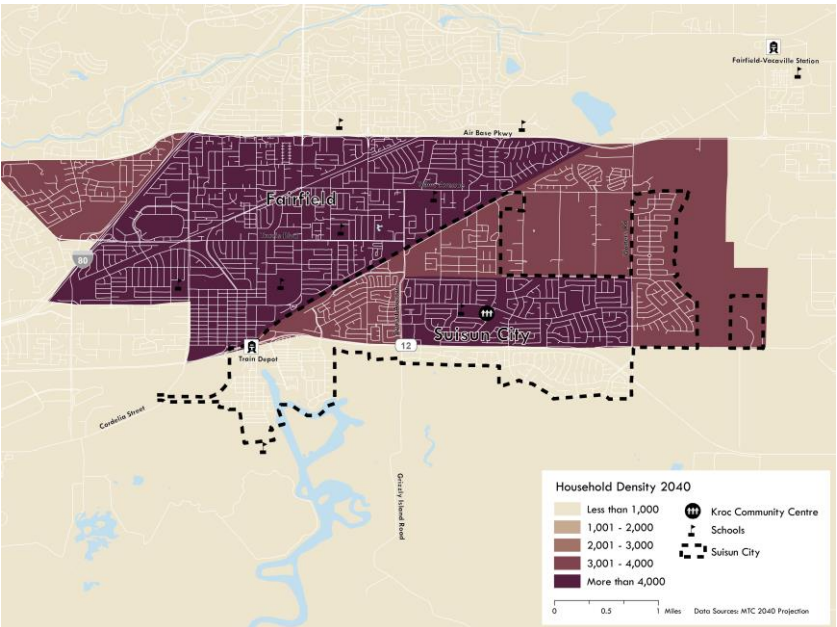 Fairfield-Vacaville Station
Air Base Pkwy
Fairfield
80
Suisun City
12
Train Depot
Cordelia Street
Grizzly Island Road
Household Density 2040
Less than 1,000
1,001 - 2,000
2,001 - 3,000
3,001 - 4,000
More than 4,000
Kroc Community Centre
Schools
Suisun City
0 0.5 1 Miles
Data Sources: MTC 2040 Projection